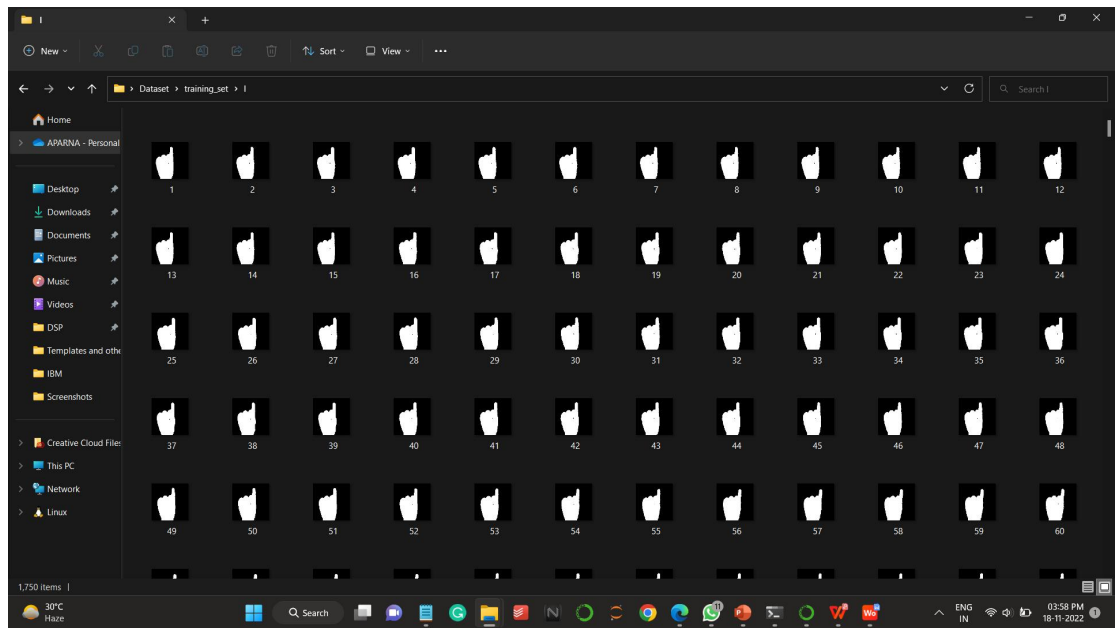 I
New
Sort
View
Dataset > training_set > I
Search I
Home
APARNA - Personal
Desktop
Downloads
Documents
Pictures
Music
Videos
DSP
Templates and othe
IBM
Screenshots
Creative Cloud Files
This PC
Network
Linux
1 2 3 4 5 6 7 8 9 10 11 12
13 14 15 16 17 18 19 20 21 22 23 24
25 26 27 28 29 30 31 32 33 34 35 36
37 38 39 40 41 42 43 44 45 46 47 48
49 50 51 52 53 54 55 56 57 58 59 60
1,750 items
30°C
Haze
Search
ENG
IN
03:58 PM
18-11-2022
1